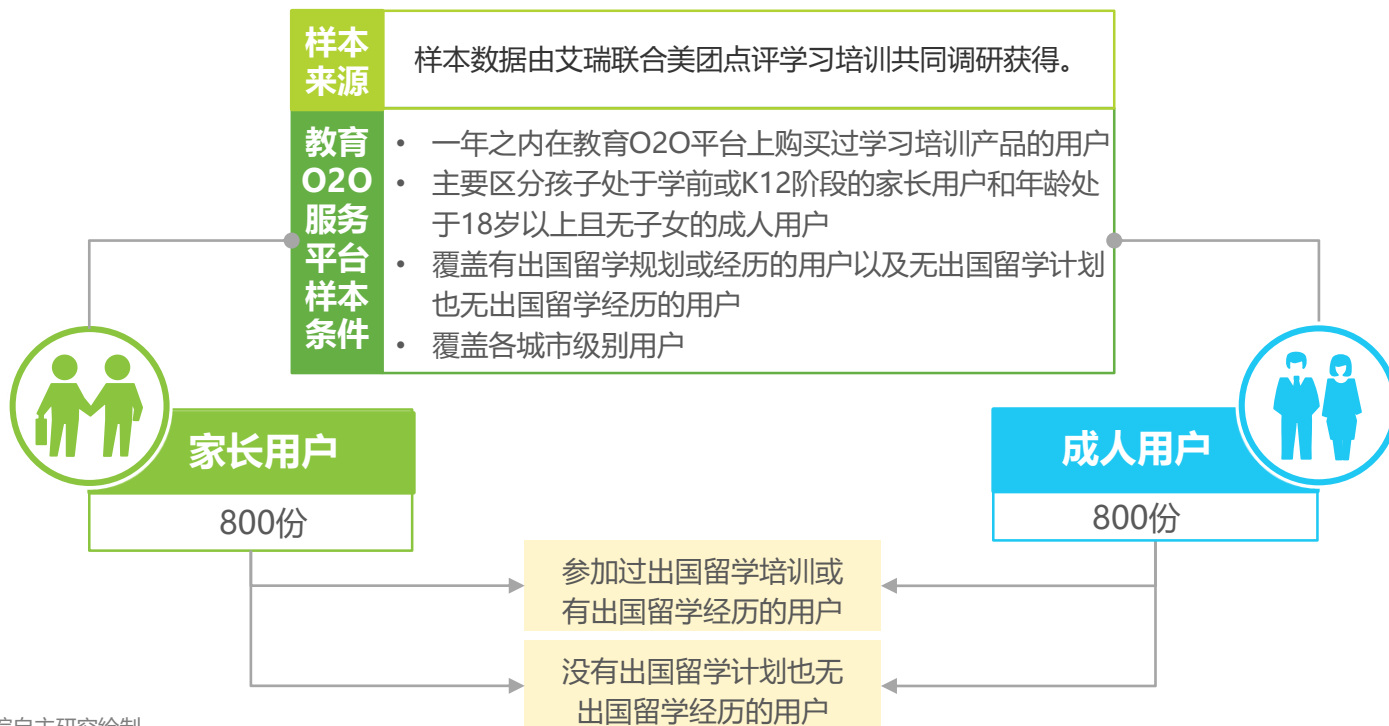 样本
来源
样本数据由艾瑞联合美团点评学习培训共同调研获得。
教育
O2O
服务
平台
样本
条件
• 一年之内在教育O2O平台上购买过学习培训产品的用户
• 主要区分孩子处于学前或K12阶段的家长用户和年龄处
于18岁以上且无子女的成人用户
• 覆盖有出国留学规划或经历的用户以及无出国留学计划
也无出国留学经历的用户
• 覆盖各城市级别用户
家长用户
800份
成人用户
800份
参加过出国留学培训或
有出国留学经历的用户
没有出国留学计划也无
出国留学经历的用户
自主研究绘制